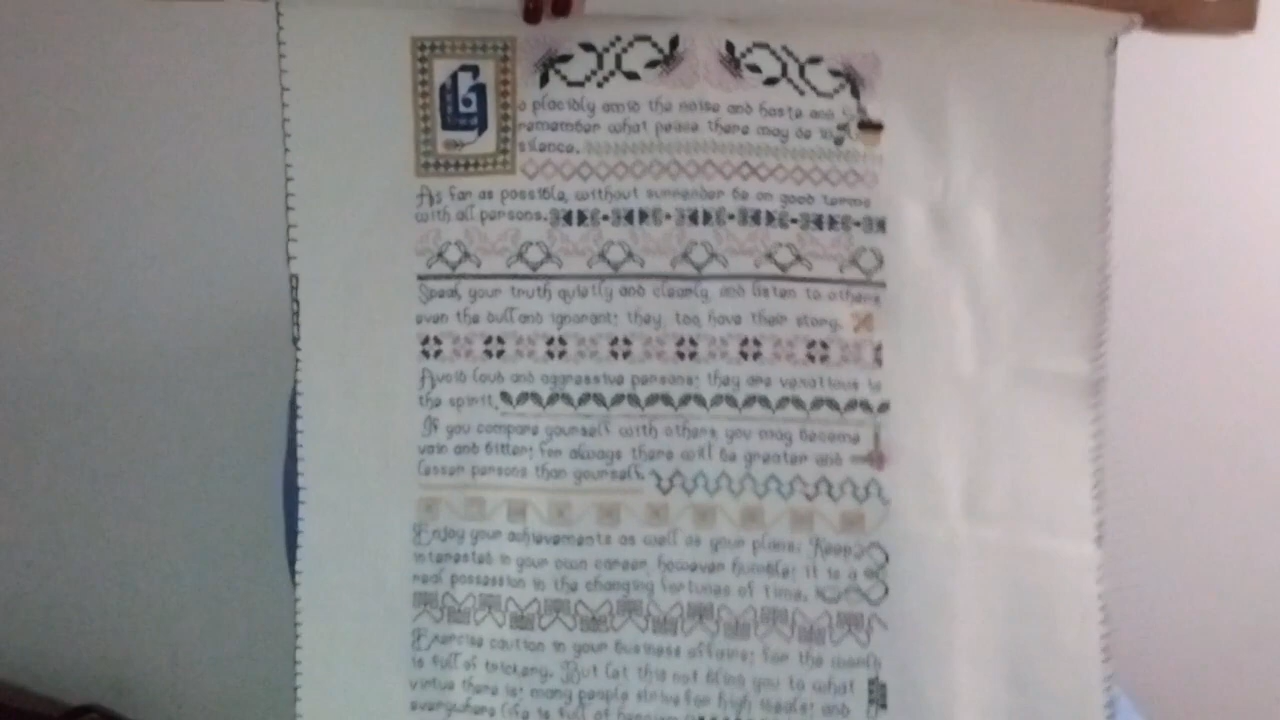 Go placidly amid the noise and haste and
remember what peace there may be in
silence.
As far as possible, without surrender be on good terms
with all persons.
Speak your truth quietly and clearly, and listen to others
even the dull and ignorant; they, too, have their story.
Avoid loud and aggressive persons; they are vexatious to
the spirit.
If you compare yourself with others, you may become
vain and bitter; for always there will be greater and
lesser persons than yourself.
Enjoy your achievements as well as your plans. Keep
interested in your own career, however humble; it is a
real possession in the changing fortunes of time.
Exercise caution in your business affairs; for the world
is full of trickery. But let this not blind you to what
virtue there is; many people strive for high ideals; and
everywhere life is full of heroism